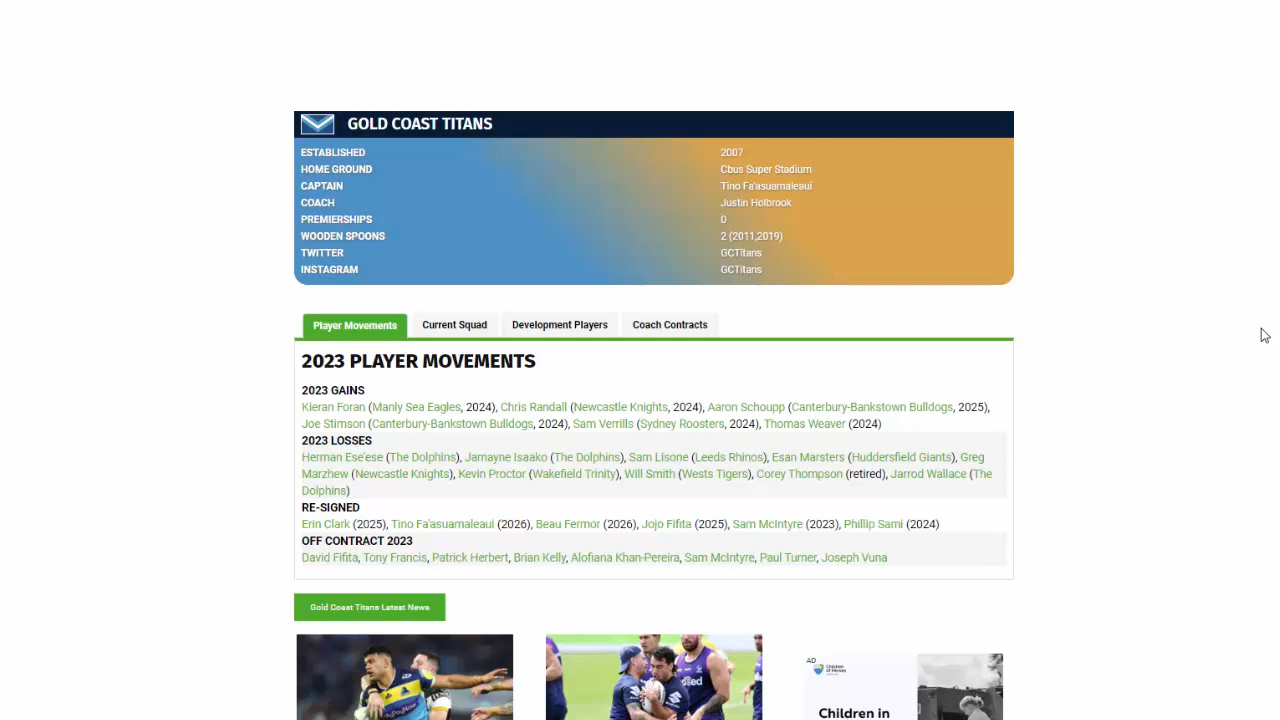 GOLD COAST TITANS
ESTABLISHED 2007
HOME GROUND Cbus Super Stadium
CAPTAIN Tino Fa'asuamaleaui
COACH Justin Holbrook
PREMIERSHIPS 0
WOODEN SPOONS 2 (2011,2019)
TWITTER GCTitans
INSTAGRAM GCTitans
Player Movements Current Squad Development Players Coach Contracts
2023 PLAYER MOVEMENTS
2023 GAINS
Kieran Foran (Manly Sea Eagles, 2024), Chris Randall (Newcastle Knights, 2024), Aaron Schoupp (Canterbury-Bankstown Bulldogs, 2025),
Joe Stimson (Canterbury-Bankstown Bulldogs, 2024), Sam Verrills (Sydney Roosters, 2024), Thomas Weaver (2024)
2023 LOSSES
Herman Ese'ese (The Dolphins), Jamayne Isaako (The Dolphins), Sam Lisone (Leeds Rhinos), Esan Marsters (Huddersfield Giants), Greg
Marzhew (Newcastle Knights), Kevin Proctor (Wakefield Trinity), Will Smith (Wests Tigers), Corey Thompson (retired), Jarrod Wallace (The
Dolphins)
RE-SIGNED
Erin Clark (2025), Tino Fa'asuamaleaui (2026), Beau Fermor (2026), Jojo Fifita (2025), Sam McIntyre (2023), Phillip Sami (2024)
OFF CONTRACT 2023
David Fifita, Tony Francis, Patrick Herbert, Brian Kelly, Alofiana Khan-Pereira, Sam McIntyre, Paul Turner, Joseph Vuna
Gold Coast Titans Latest News
AD
Children
of Heroes
Children in